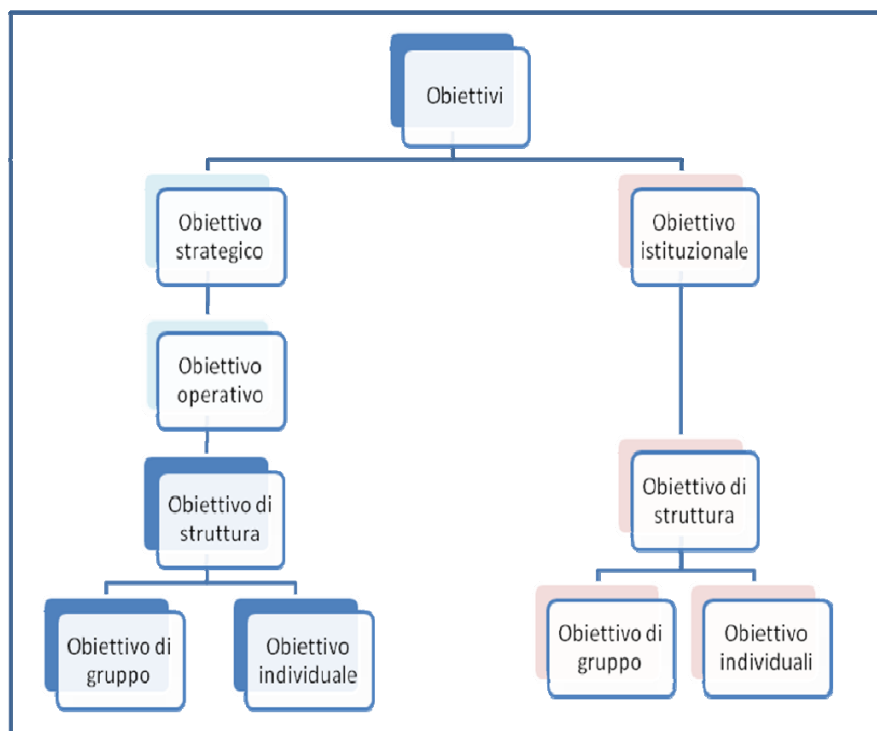 Obiettivi
Obiettivo
strategico
Obiettivo
istituzionale
Obiettivo
operativo
Obiettivo di
struttura
Obiettivo di
struttura
Obiettivo di
gruppo
Obiettivo
individuale
Obiettivo di
gruppo
Obiettivo
individuali